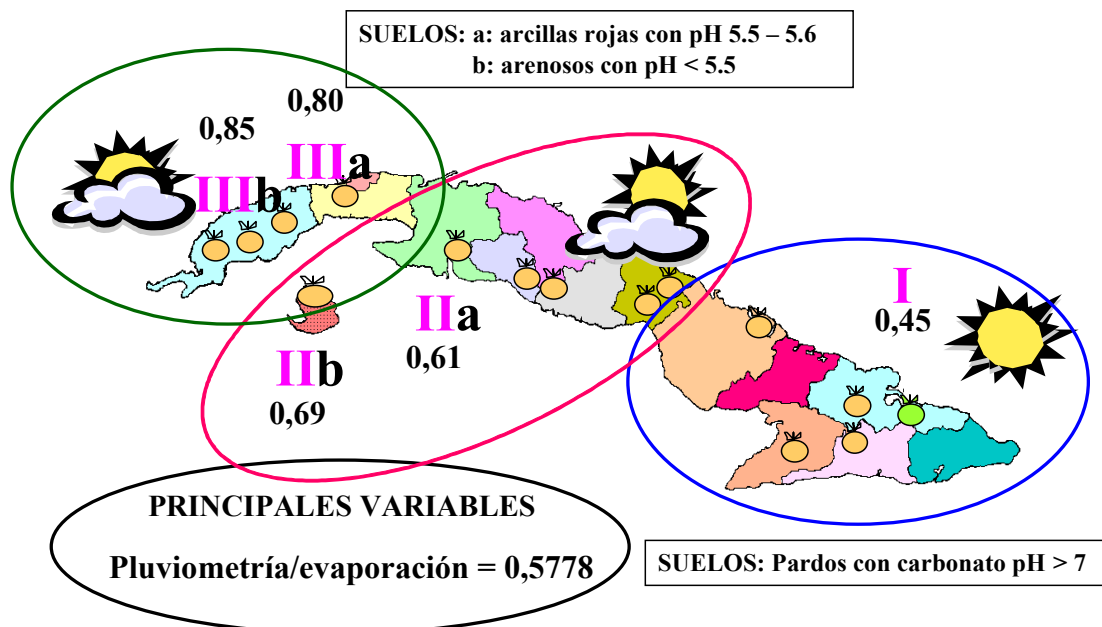 SUELOS: a: arcillas rojas con pH 5.5 – 5.6
b: arenosos con pH < 5.5
0,80
0,85
IIIa
IIIb
I
0,45
IIa
0,61
IIb
0,69
PRINCIPALES VARIABLES
Pluviometría/evaporación = 0,5778
SUELOS: Pardos con carbonato pH > 7